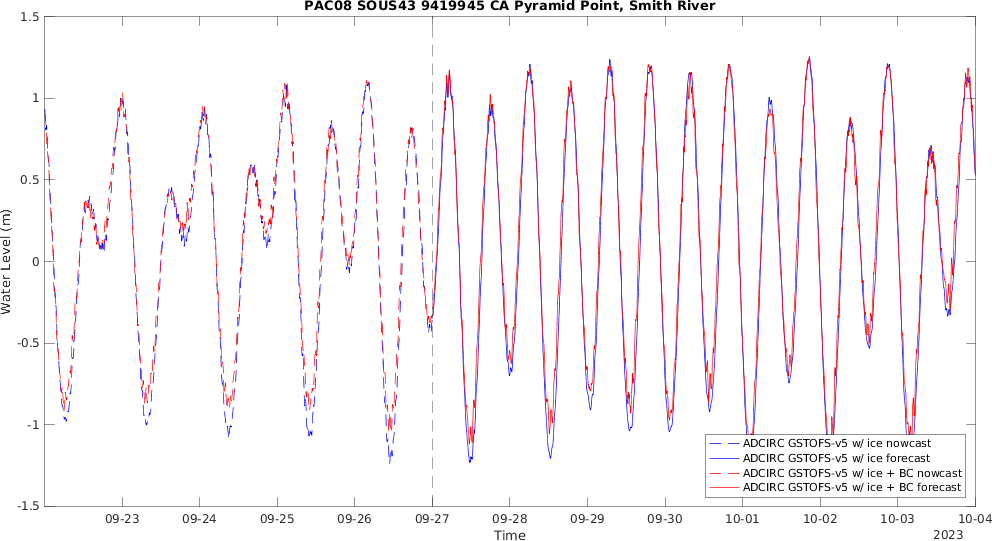 PAC08 SOUS43 9419945 CA Pyramid Point, Smith River
1.5
1
0.5
0
-0.5
-1
-1.5
Water Level (m)
ADCIRC GSTOFS-v5 w/ ice nowcast
ADCIRC GSTOFS-v5 w/ ice forecast
ADCIRC GSTOFS-v5 w/ ice + BC nowcast
ADCIRC GSTOFS-v5 w/ ice + BC forecast
09-23 09-24 09-25 09-26 09-27 09-28 09-29 09-30 10-01 10-02 10-03 10-04
Time
2023